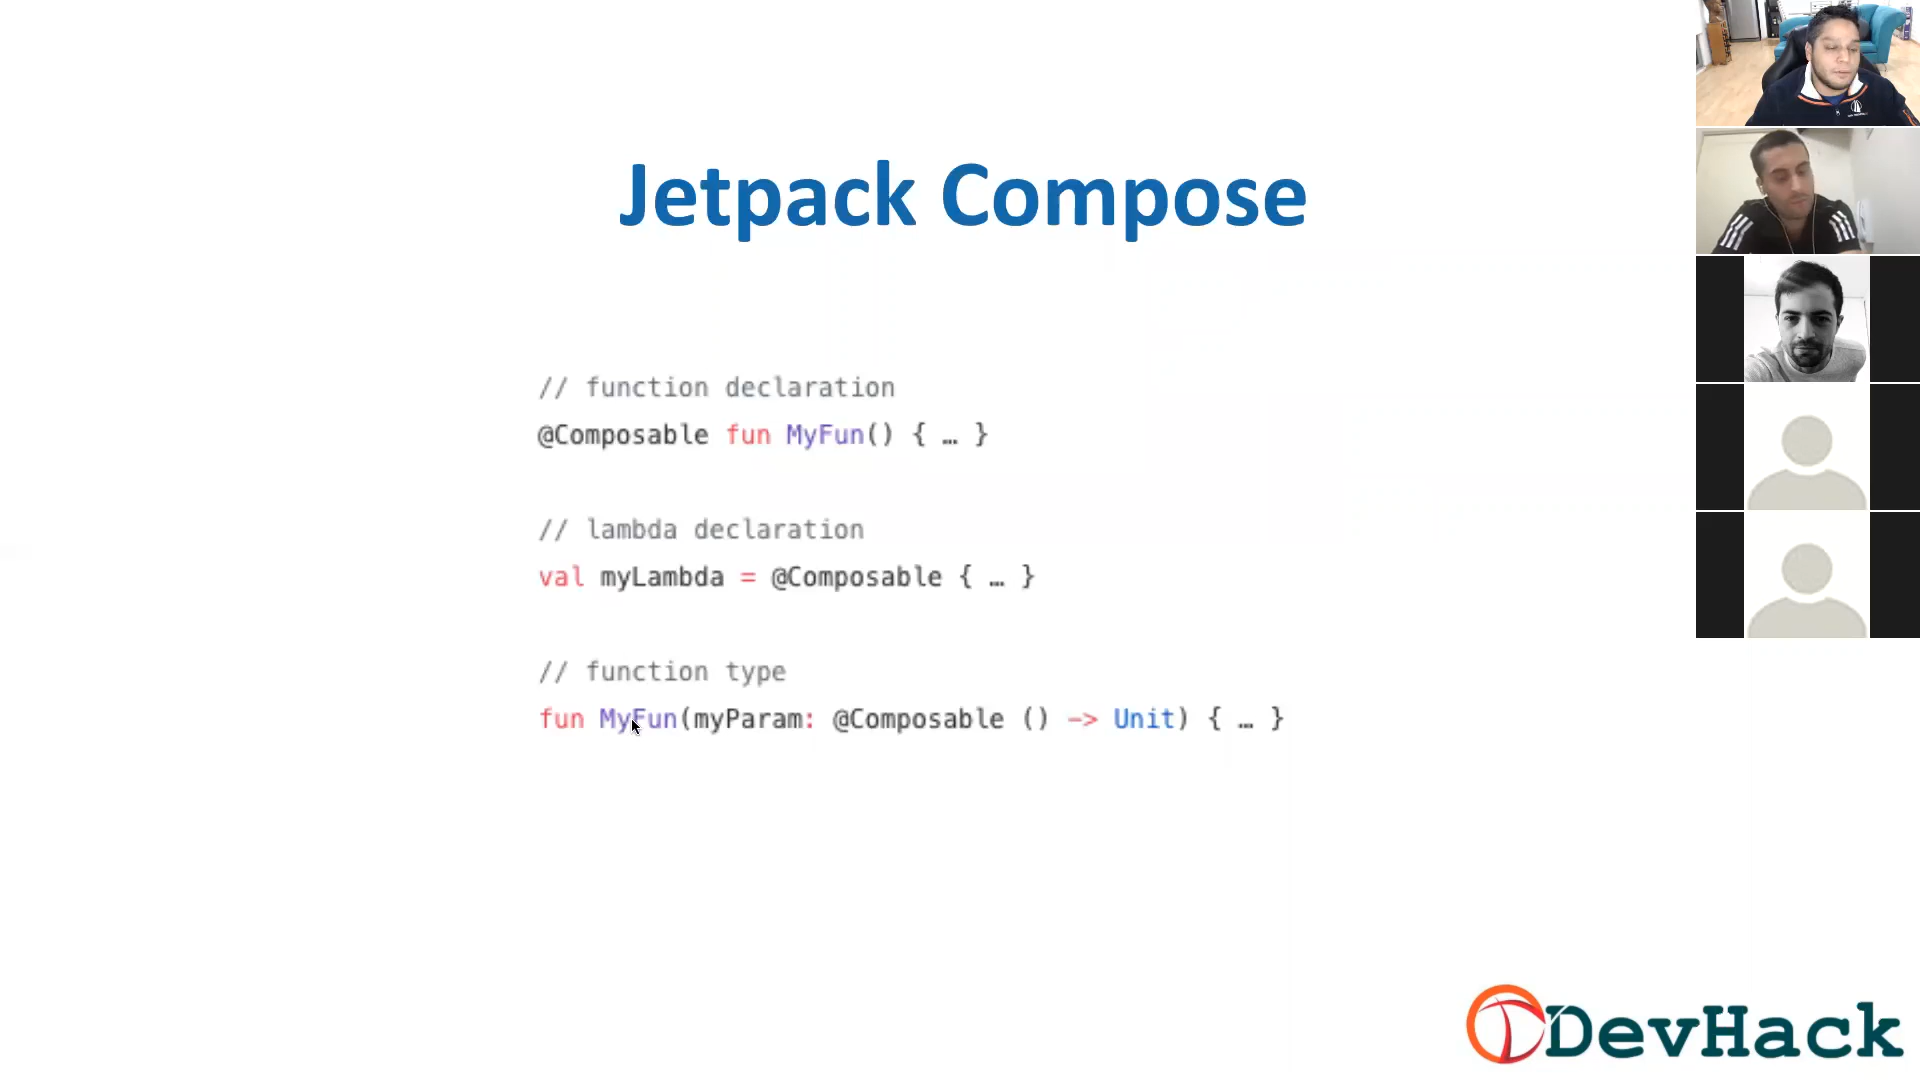 Jetpack Compose
// function declaration
@Composable fun MyFun() { … }
// lambda declaration
val myLambda = @Composable { … }
// function type
fun MyFun(myParam: @Composable () -> Unit) { … }
DevHack